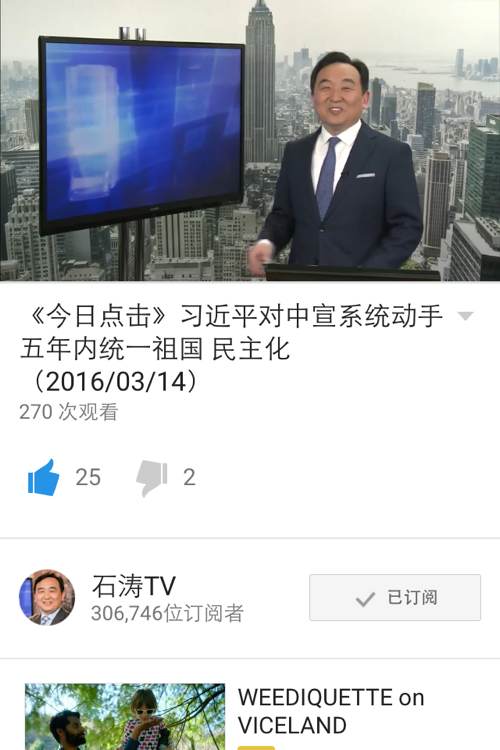 《今日点击》习近平对中宣系统动手
五年内统一祖国 民主化
（2016/03/14）
270 次观看
25
2
石涛TV
306,746位订阅者
已订阅
WEEDIQUETTE on
VICELAND